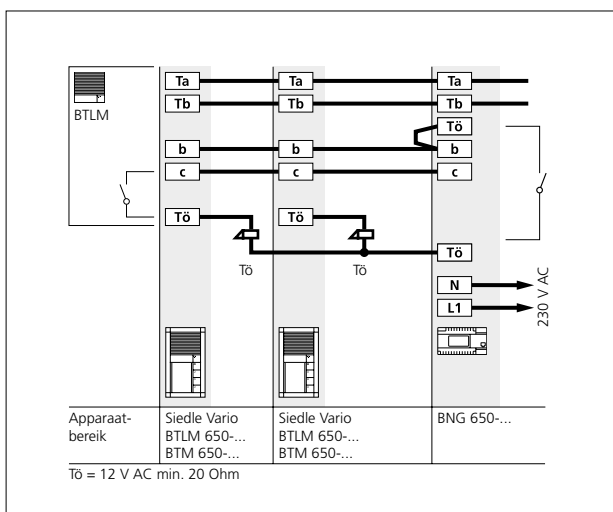 Ta Ta Ta
BTLM Tb Tb Tb
Tö
b b b
c c c
Tö Tö
Tö Tö Tö
N
L1
230 V AC
Apparaat-
bereik
Siedle Vario
BTLM 650-...
BTM 650-...
Siedle Vario
BTLM 650-...
BTM 650-...
BNG 650-...
Tö = 12 V AC min. 20 Ohm